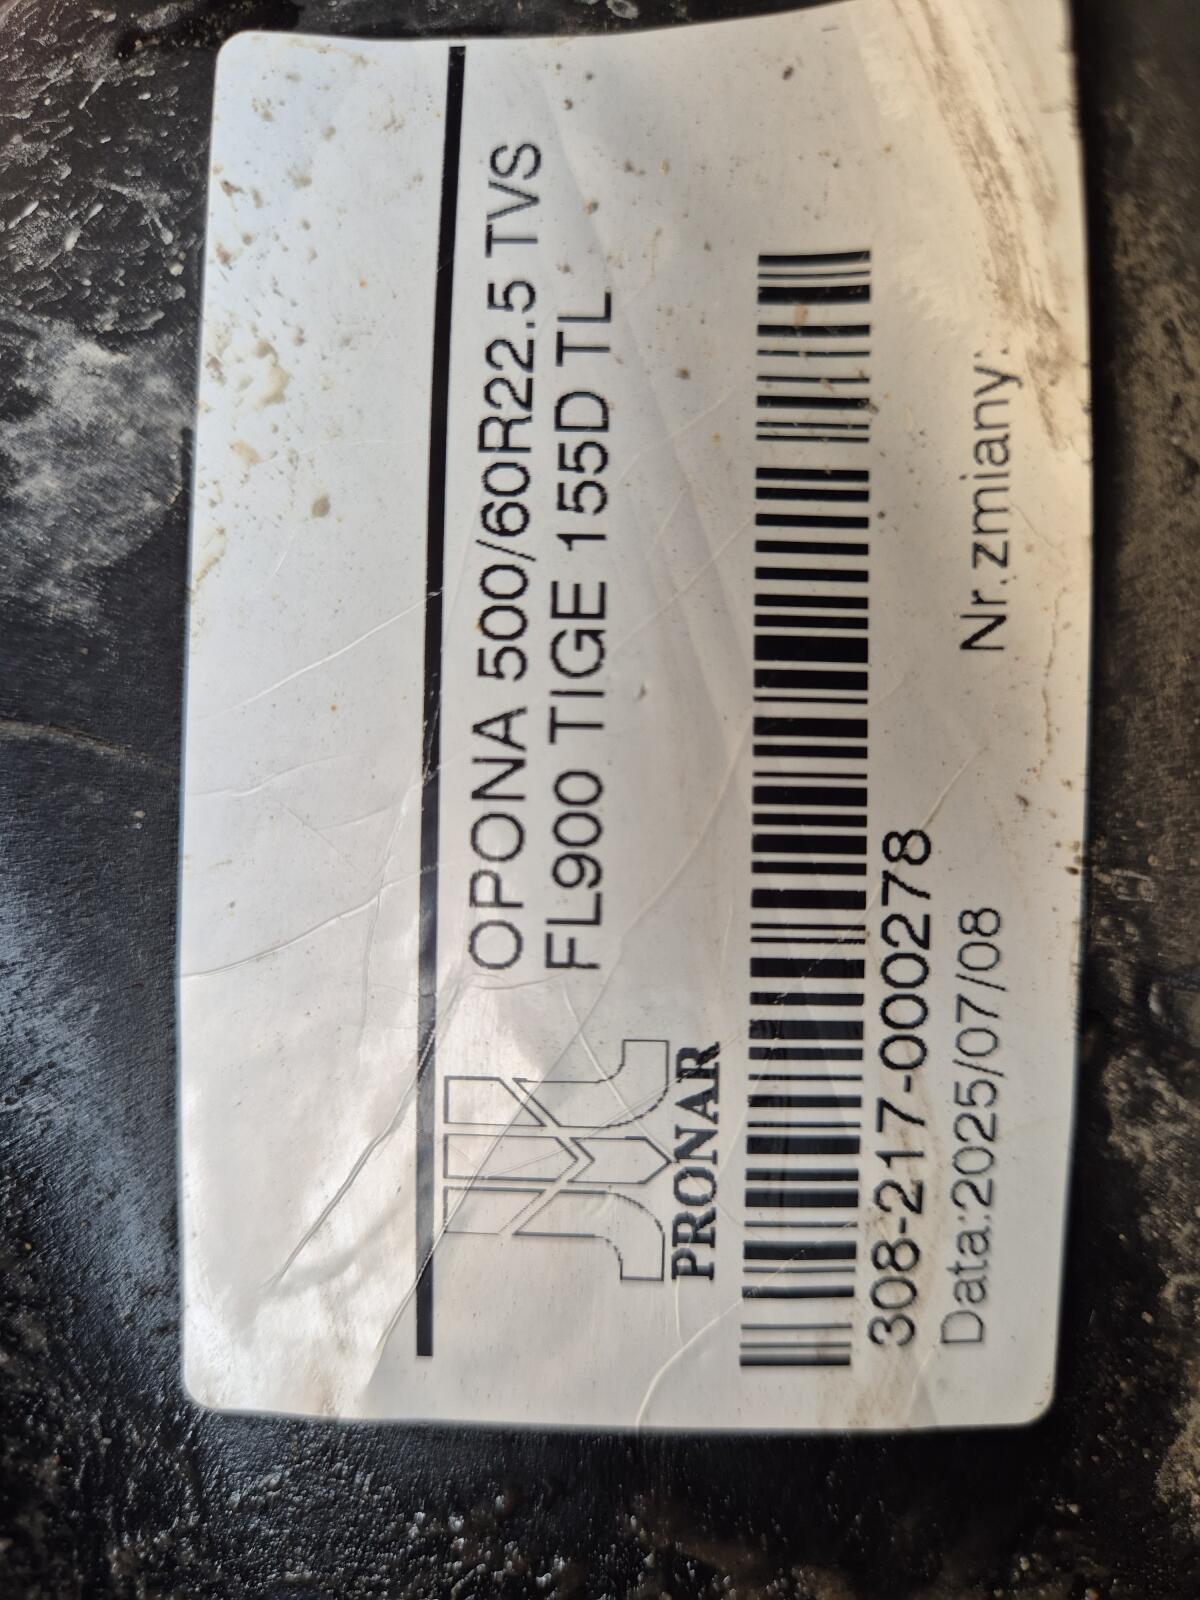 OPONA 500/60R22.5 TVS
FL900 TIGE 155D TL
PRONAR
308-217-000278
Data:2025/07/08
Nr.zmiany: